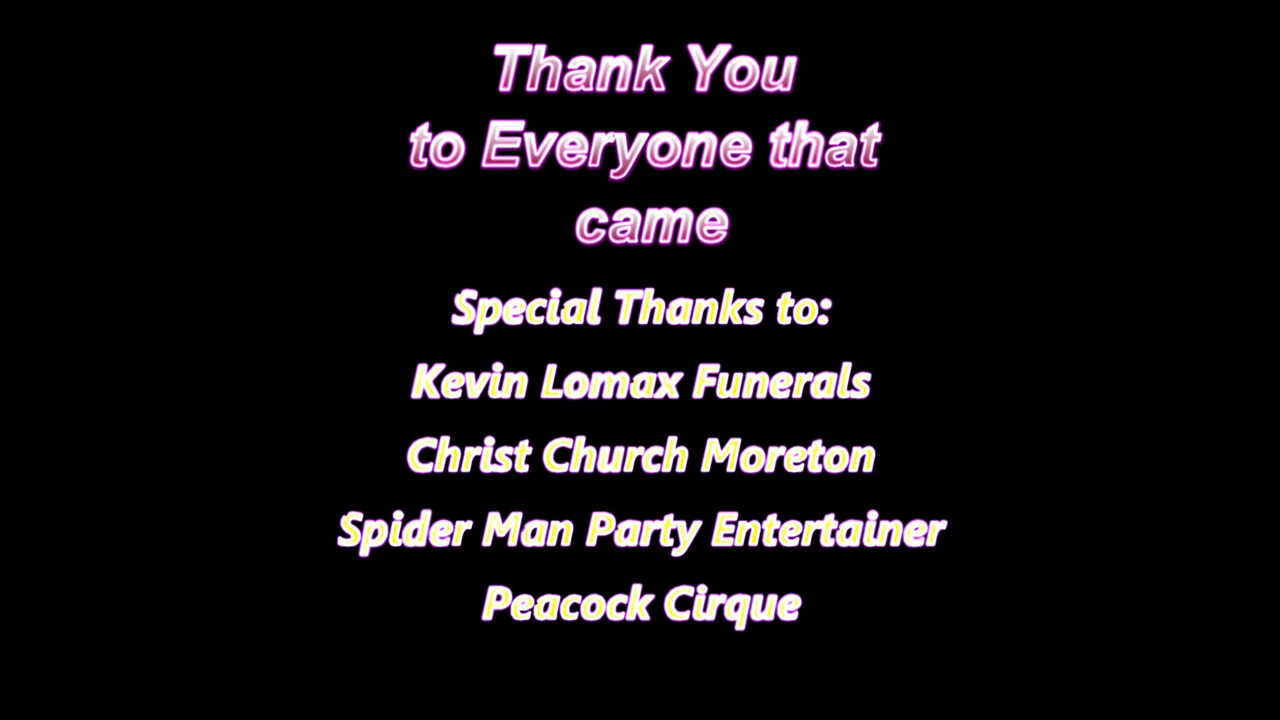 Thank You
to Everyone that
came
Special Thanks to:
Kevin Lomax Funerals
Christ Church Moreton
Spider Man Party Entertainer
Peacock Cirque